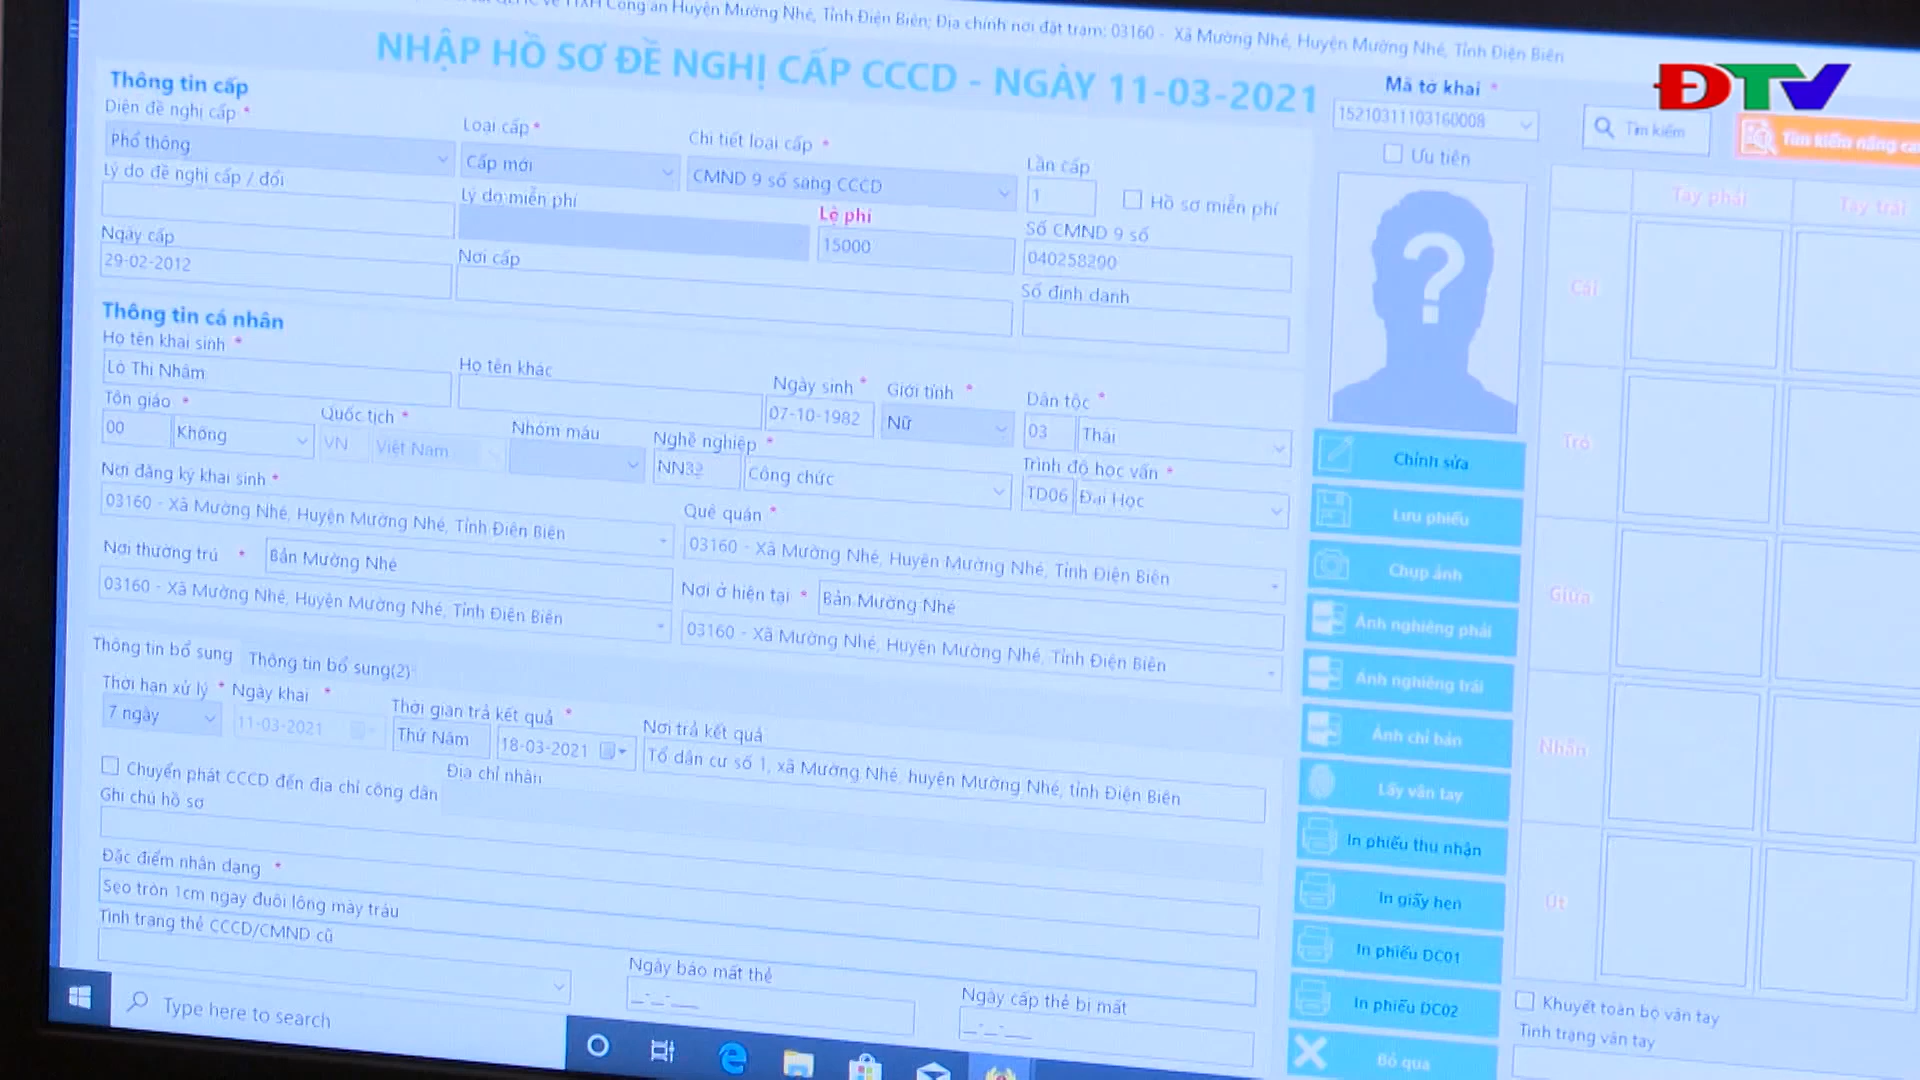 về TTXH Công an Huyện Mường Nhé, Tỉnh Điện Biên; Địa chính nơi đặt trạm: 03160 - Xã Mường Nhé, Huyện Mường Nhé, Tỉnh Điện Biên
NHẬP HỒ SƠ ĐỀ NGHỊ CẤP CCCD - NGÀY 11-03-2021
ĐTV
Mã tờ khai *
15210311103160008
Ưu tiên
Tìm kiếm
Tìm kiếm nâng
Thông tin cấp
Diện đề nghị cấp *
Phổ thông
Loại cấp *
Cấp mới
Chi tiết loại cấp *
CMND 9 số sang CCCD
Lần cấp
1
Hồ sơ miễn phí
Lý do đề nghị cấp / đổi
Lý do miễn phí
Lệ phí
15000
Số CMND 9 số
040258290
Ngày cấp
29-02-2012
Nơi cấp
Số định danh
Thông tin cá nhân
Họ tên khai sinh *
Lò Thị Nhâm
Họ tên khác
Ngày sinh *
07-10-1982
Giới tính *
Nữ
Dân tộc *
03 Thái
Tôn giáo *
00 Không
Quốc tịch *
VN Việt Nam
Nhóm máu
Nghề nghiệp *
NN32 Công chức
Trình độ học vấn *
TD06 Đại Học
Nơi đăng ký khai sinh *
03160 - Xã Mường Nhé, Huyện Mường Nhé, Tỉnh Điện Biên
Quê quán *
03160 - Xã Mường Nhé, Huyện Mường Nhé, Tỉnh Điện Biên
Nơi thường trú *
Bản Mường Nhé
03160 - Xã Mường Nhé, Huyện Mường Nhé, Tỉnh Điện Biên
Nơi ở hiện tại *
Bản Mường Nhé
03160 - Xã Mường Nhé, Huyện Mường Nhé, Tỉnh Điện Biên
Thông tin bổ sung
Thông tin bổ sung(2)
Thời hạn xử lý *
7 ngày
Ngày khai *
11-03-2021
Thời gian trả kết quả *
Thứ Năm
18-03-2021
Nơi trả kết quả
Tổ dân cư số 1, xã Mường Nhé, huyện Mường Nhé, tỉnh Điện Biên
Chuyển phát CCCD đến địa chỉ công dân
Địa chỉ nhận
Ghi chú hồ sơ
Đặc điểm nhân dạng *
Sẹo tròn 1cm ngay đuôi lông mày tráu
Tình trạng thẻ CCCD/CMND cũ
Ngày báo mất thẻ
__-__-____
Ngày cấp thẻ bị mất
__-__-____
Chỉnh sửa
Lưu phiếu
Chụp ảnh
Ảnh nghiêng phải
Ảnh nghiêng trái
Ảnh chỉ bản
Lấy vân tay
In phiếu thu nhận
In giấy hẹn
In phiếu DC01
In phiếu DC02
Bỏ qua
Tay phải
Tay trái
Cái
Trỏ
Giữa
Nhẫn
Út
Khuyết toàn bộ vân tay
Tình trạng vân tay
Type here to search